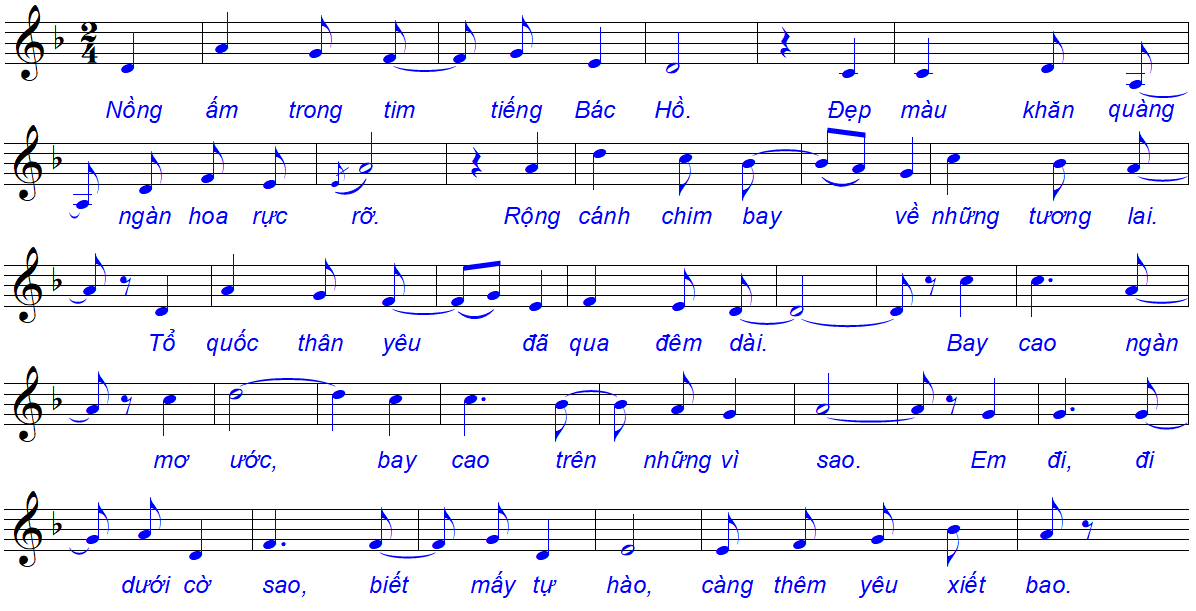 2
4
Nồng ấm trong tim tiếng Bác Hồ. Đẹp màu khăn quàng
ngàn hoa rực rỡ. Rộng cánh chim bay về những tương lai.
Tổ quốc thân yêu đã qua đêm dài. Bay cao ngàn
mơ ước, bay cao trên những vì sao. Em đi, đi
dưới cờ sao, biết mấy tự hào, càng thêm yêu xiết bao.